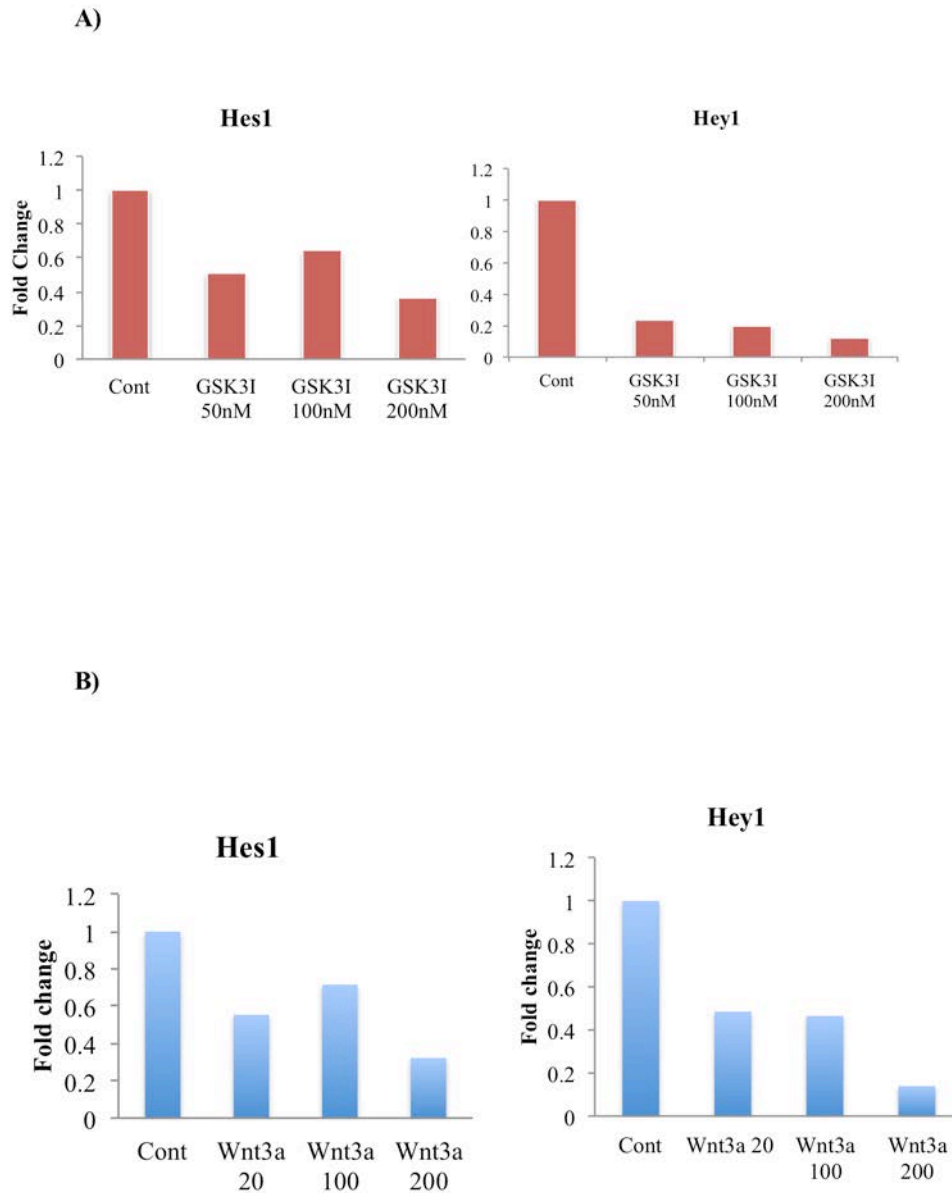 A)
Hes1
Fold Change
1.2
1
0.8
0.6
0.4
0.2
0
Cont
GSK3I
50nM
GSK3I
100nM
GSK3I
200nM
Hey1
1.2
1
0.8
0.6
0.4
0.2
0
Cont
GSK3I
50nM
GSK3I
100nM
GSK3I
200nM
B)
Hes1
Fold change
1.2
1
0.8
0.6
0.4
0.2
0
Cont
Wnt3a
20
Wnt3a
100
Wnt3a
200
Hey1
Fold change
1.2
1
0.8
0.6
0.4
0.2
0
Cont
Wnt3a 20
Wnt3a
100
Wnt3a
200